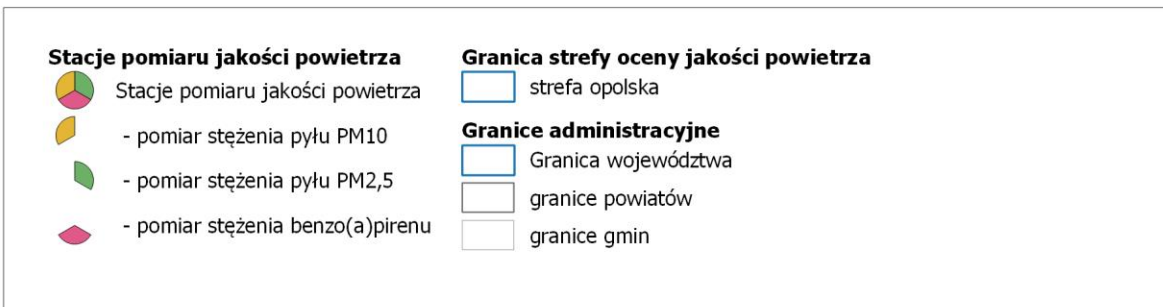 Stacje pomiaru jakości powietrza
Stacje pomiaru jakości powietrza
- pomiar stężenia pyłu PM10
- pomiar stężenia pyłu PM2,5
- pomiar stężenia benzo(a)pirenu
Granica strefy oceny jakości powietrza
strefa opolska
Granice administracyjne
Granica województwa
granice powiatów
granice gmin